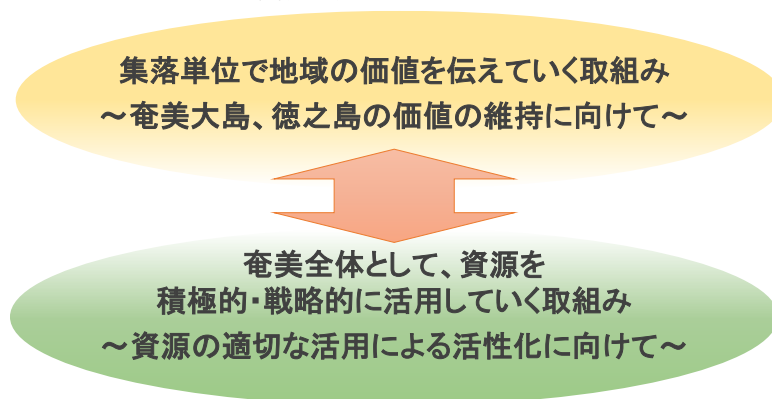 集落単位で地域の価値を伝えていく取組み
～奄美大島、徳之島の価値の維持に向けて～
奄美全体として、資源を
積極的・戦略的に活用していく取組み
～資源の適切な活用による活性化に向けて～